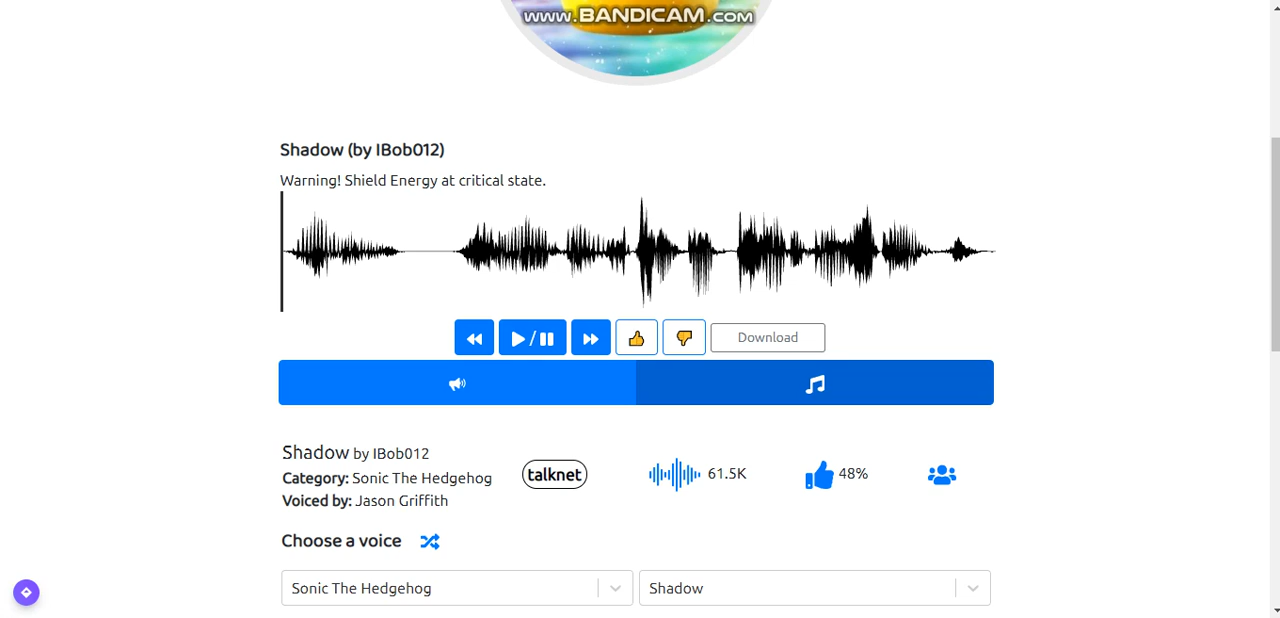 www.BANDICAM.com
Shadow (by IBob012)
Warning! Shield Energy at critical state.
/
Download
Shadow by IBob012
Category: Sonic The Hedgehog
Voiced by: Jason Griffith
talknet
61.5K
48%
Choose a voice
Sonic The Hedgehog
Shadow